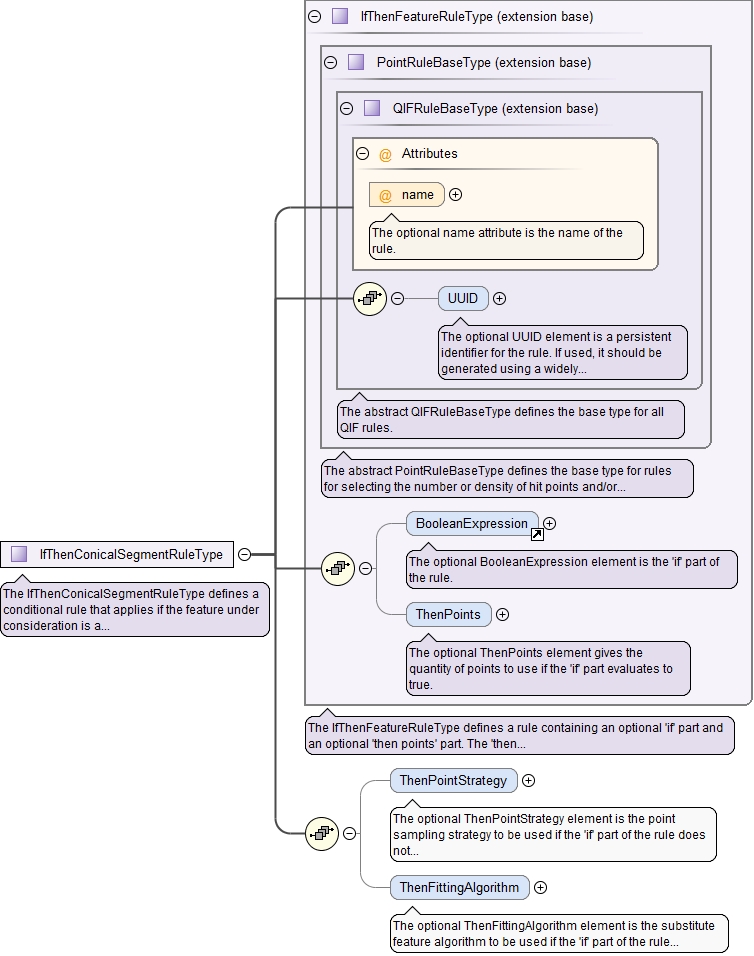 IfThenFeatureRuleType (extension base)
PointRuleBaseType (extension base)
QIFRuleBaseType (extension base)
@ Attributes
@ name
The optional name attribute is the name of the
rule.
UUID
The optional UUID element is a persistent
identifier for the rule. If used, it should be
generated using a widely...
The abstract QIFRuleBaseType defines the base type for all
QIF rules.
The abstract PointRuleBaseType defines the base type for rules
for selecting the number or density of hit points and/or...
BooleanExpression
The optional BooleanExpression element is the 'if' part of
the rule.
IfThenConicalSegmentRuleType
The IfThenConicalSegmentRuleType defines a
conditional rule that applies if the feature under
consideration is a...
ThenPoints
The optional ThenPoints element gives the
quantity of points to use if the 'if' part evaluates to
true.
The IfThenFeatureRuleType defines a rule containing an optional 'if' part and
an optional 'then points' part. The 'then...
ThenPointStrategy
The optional ThenPointStrategy element is the point
sampling strategy to be used if the 'if' part of the rule does
not...
ThenFittingAlgorithm
The optional ThenFittingAlgorithm element is the substitute
feature algorithm to be used if the 'if' part of the rule...